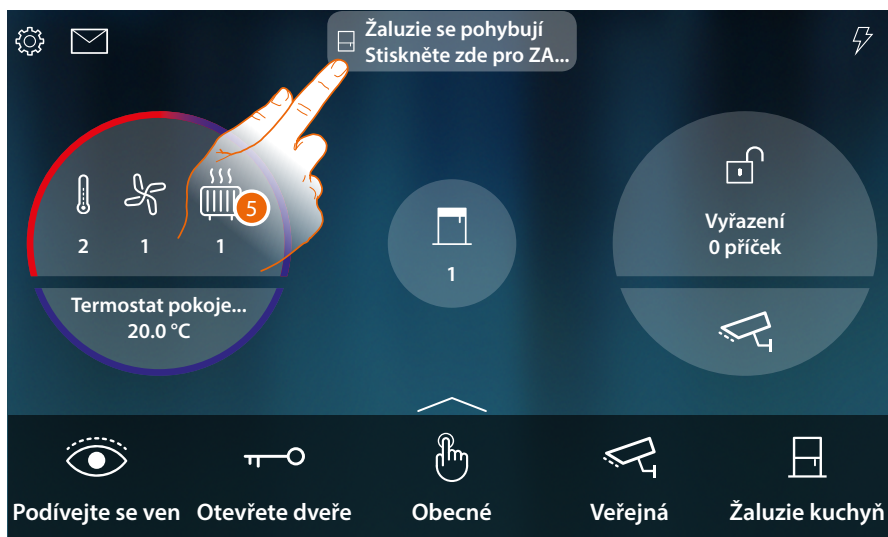 Žaluzie se pohybují
Stiskněte zde pro ZA...
5
2
1
1
Termostat pokoje...
20.0 °C
1
Vyřazení
0 příček
Podívejte se ven
Otevřete dveře
Obecné
Veřejná
Žaluzie kuchyň